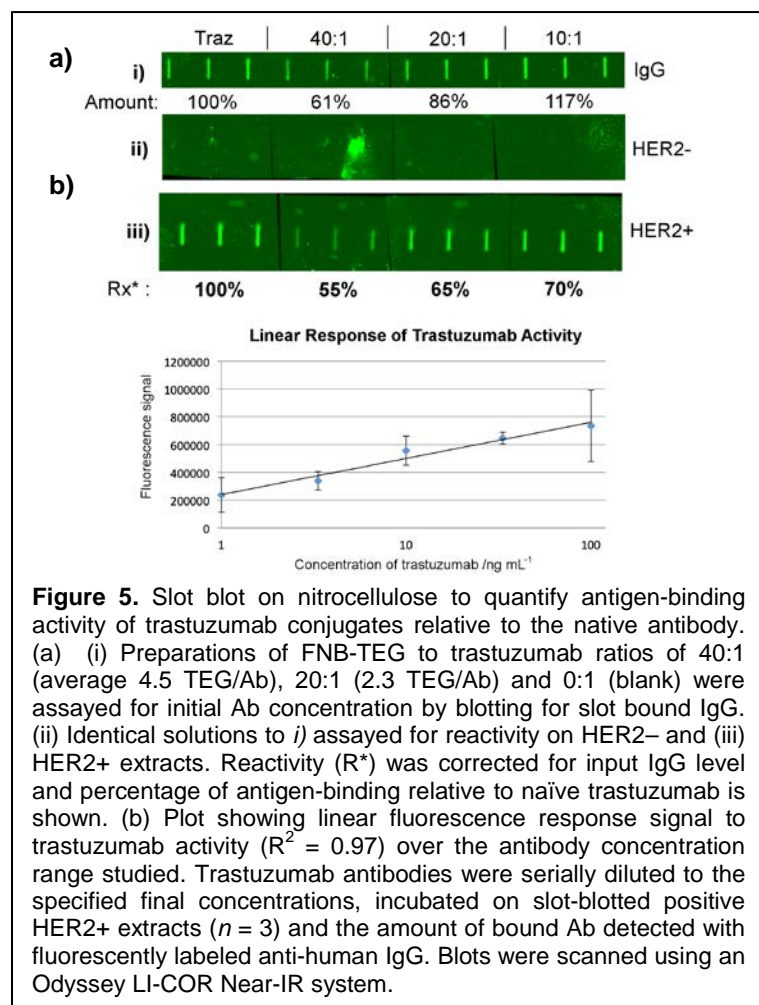 Traz 40:1 20:1 10:1
a)
i) IgG
Amount: 100% 61% 86% 117%
ii) HER2-
b)
iii) HER2+
Rx* : 100% 55% 65% 70%
Linear Response of Trastuzumab Activity
Fluorescence signal
1200000
1000000
800000
600000
400000
200000
0
1 10 100
Concentration of trastuzumab /ng mL⁻¹
Figure 5. Slot blot on nitrocellulose to quantify antigen-binding
activity of trastuzumab conjugates relative to the native antibody.
(a) (i) Preparations of FNB-TEG to trastuzumab ratios of 40:1
(average 4.5 TEG/Ab), 20:1 (2.3 TEG/Ab) and 0:1 (blank) were
assayed for initial Ab concentration by blotting for slot bound IgG.
(ii) Identical solutions to i) assayed for reactivity on HER2– and (iii)
HER2+ extracts. Reactivity (R*) was corrected for input IgG level
and percentage of antigen-binding relative to naïve trastuzumab is
shown. (b) Plot showing linear fluorescence response signal to
trastuzumab activity (R² = 0.97) over the antibody concentration
range studied. Trastuzumab antibodies were serially diluted to the
specified final concentrations, incubated on slot-blotted positive
HER2+ extracts (n = 3) and the amount of bound Ab detected with
fluorescently labeled anti-human IgG. Blots were scanned using an
Odyssey LI-COR Near-IR system.